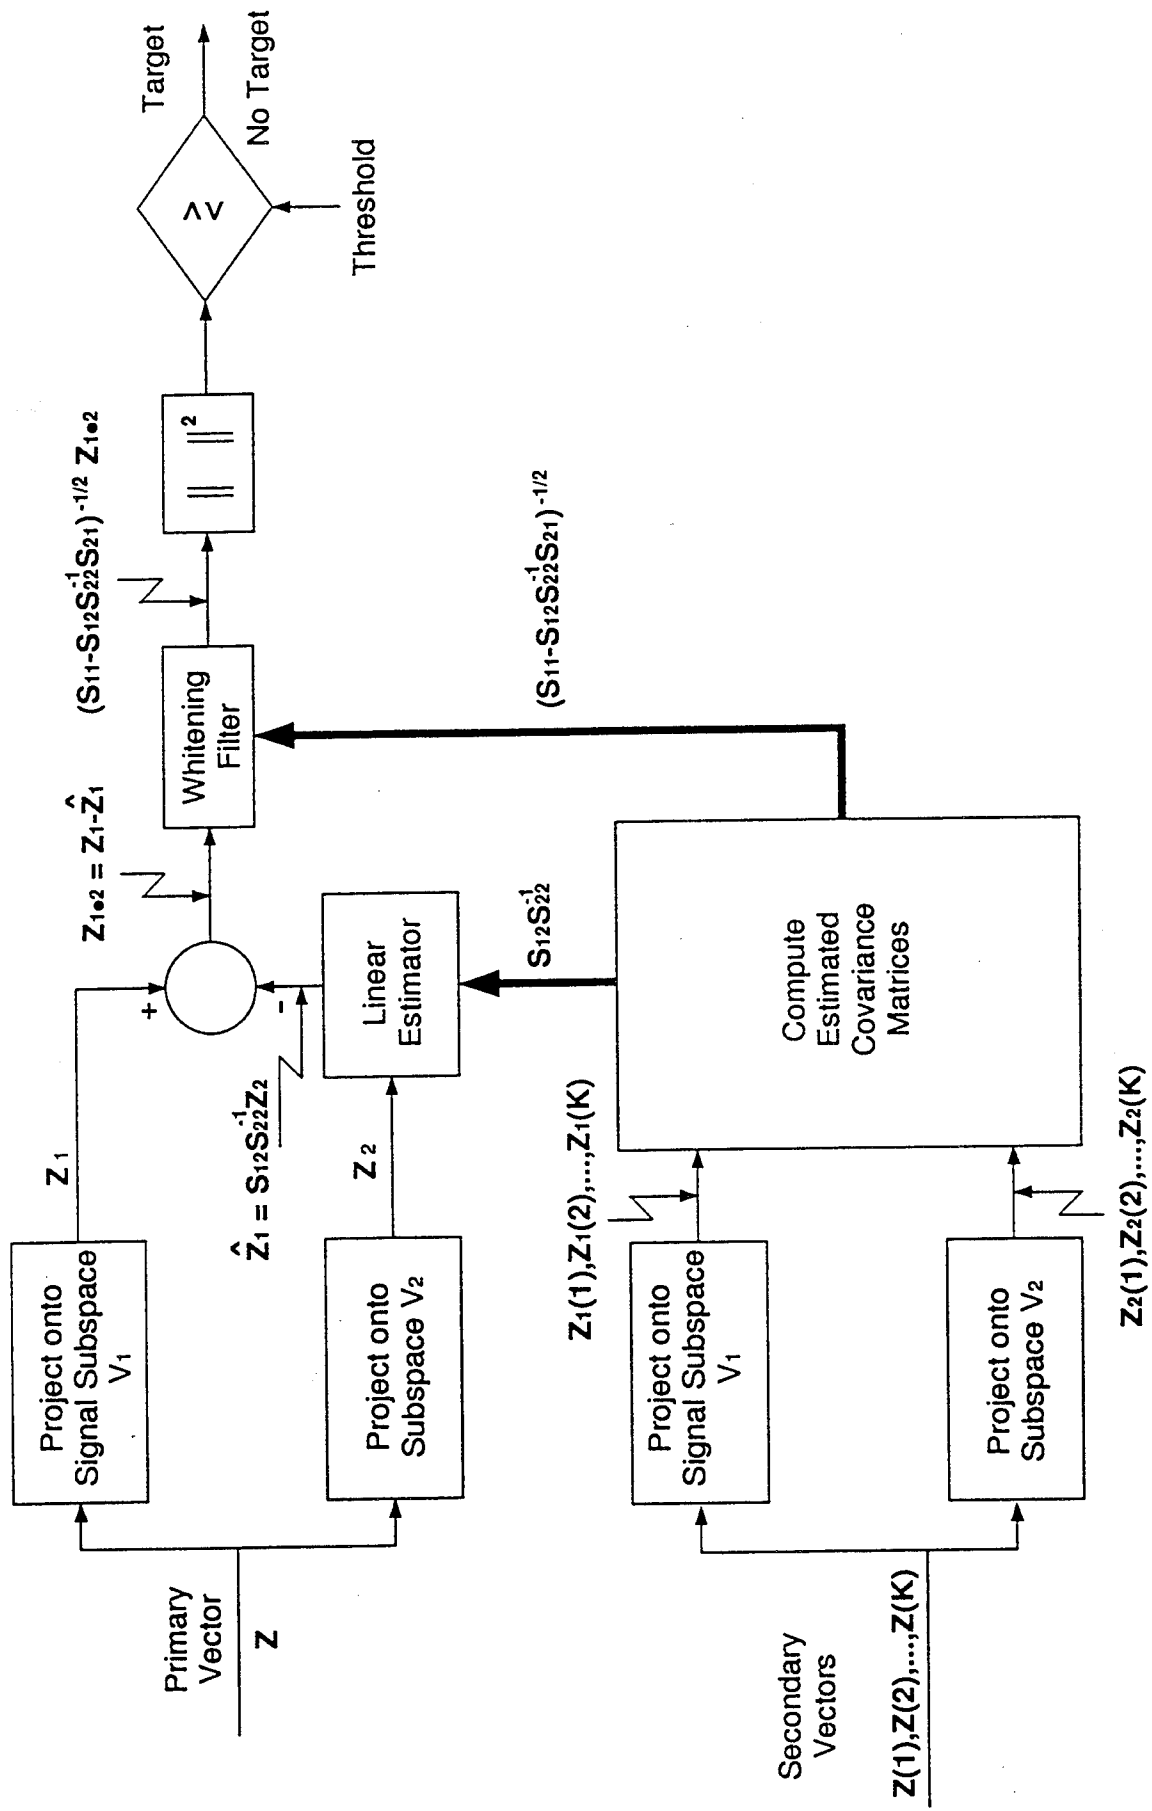 Primary
Vector
Z
Project onto
Signal Subspace
V₁
Z₁
Project onto
Subspace V₂
Z₂
Ẑ₁ = S₁₂S₂₂⁻¹Z₂
+
-
Linear
Estimator
Z₁•₂ = Z₁-Ẑ₁
Whitening
Filter
(S₁₁-S₁₂S₂₂⁻¹S₂₁)⁻¹/² Z₁•₂
|| ||²
><
Target
No Target
Threshold
Secondary
Vectors
Z(1),Z(2),...,Z(K)
Project onto
Signal Subspace
V₁
Z₁(1),Z₁(2),...,Z₁(K)
Project onto
Subspace V₂
Z₂(1),Z₂(2),...,Z₂(K)
Compute
Estimated
Covariance
Matrices
S₁₂S₂₂⁻¹
(S₁₁-S₁₂S₂₂⁻¹S₂₁)⁻¹/²